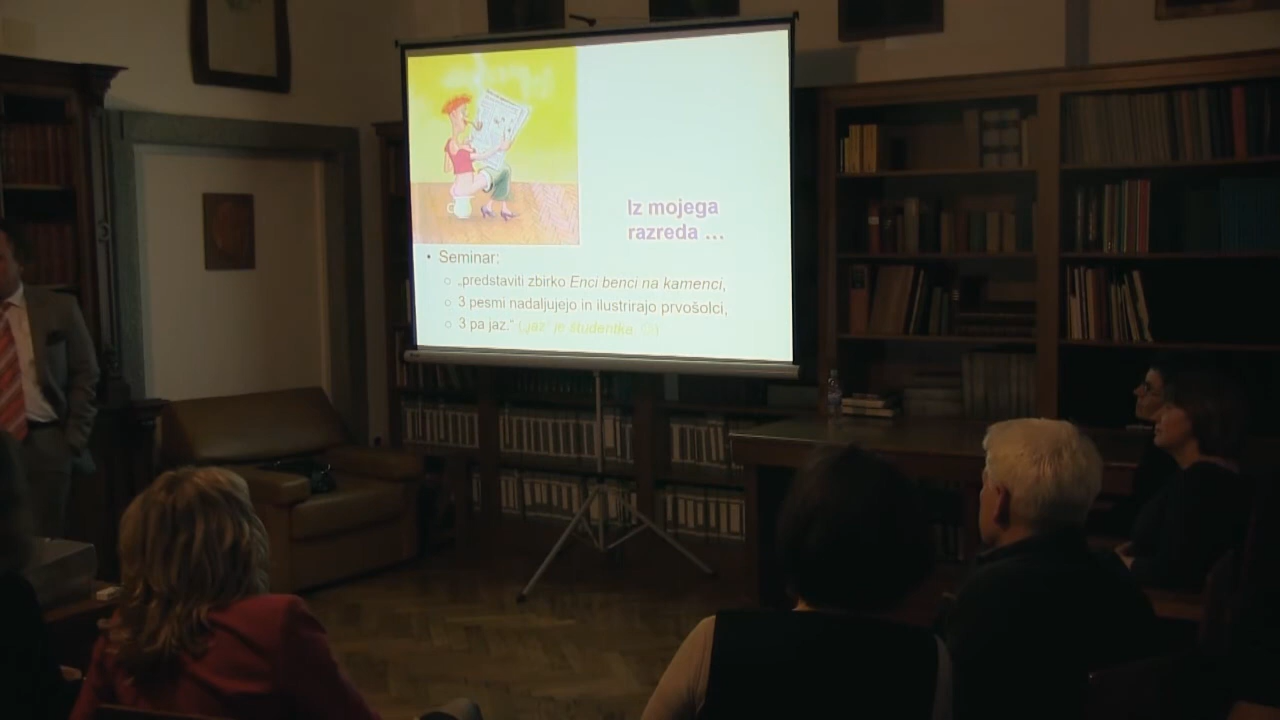 Iz mojega
razreda ...
• Seminar:
○ „predstaviti zbirko Enci benci na kamenci,
○ 3 pesmi nadaljujejo in ilustrirajo prvošolci,
○ 3 pa jaz.“ („jaz“ je študentka ☺)